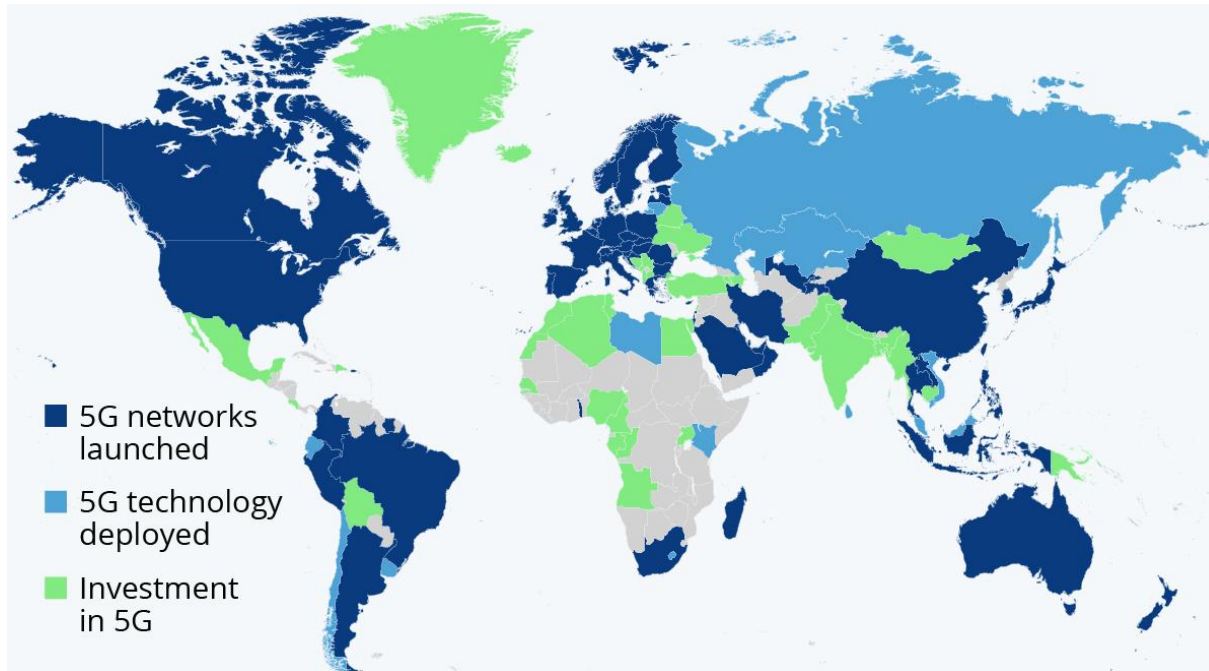 5G networks
launched
5G technology
deployed
Investment
in 5G